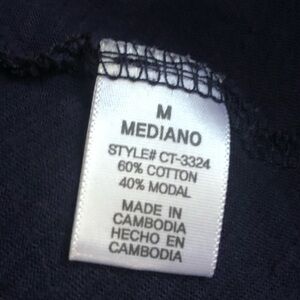 M
MEDIANO
STYLE# CT-3324
60% COTTON
40% MODAL
MADE IN
CAMBODIA
HECHO EN
CAMBODIA